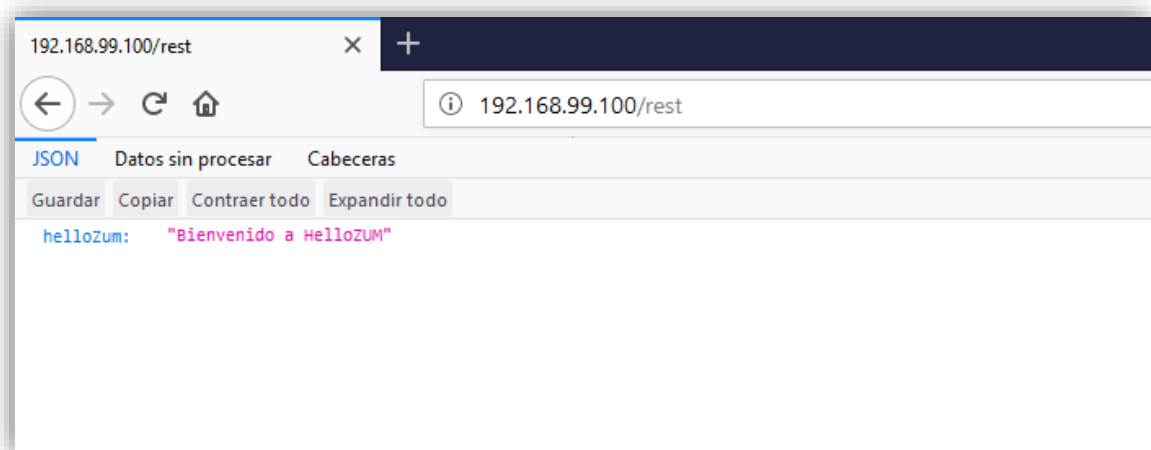 192.168.99.100/rest
192.168.99.100/rest
JSON Datos sin procesar Cabeceras
Guardar Copiar Contraer todo Expandir todo
helloZum: "Bienvenido a HelloZUM"